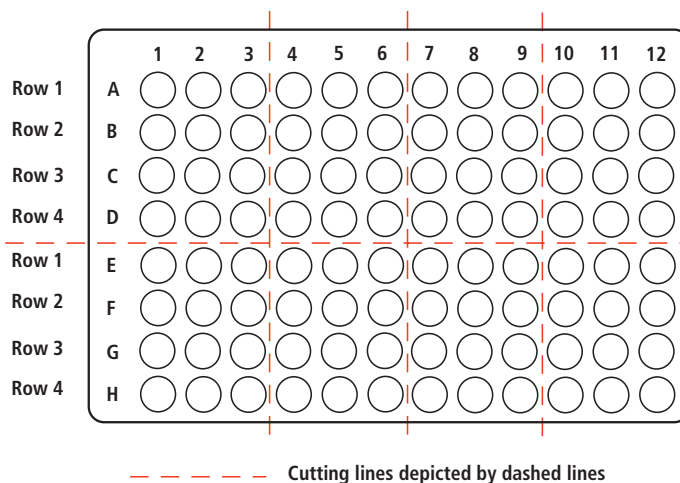 1 2 3 4 5 6 7 8 9 10 11 12
Row 1 A
Row 2 B
Row 3 C
Row 4 D
Row 1 E
Row 2 F
Row 3 G
Row 4 H
Cutting lines depicted by dashed lines